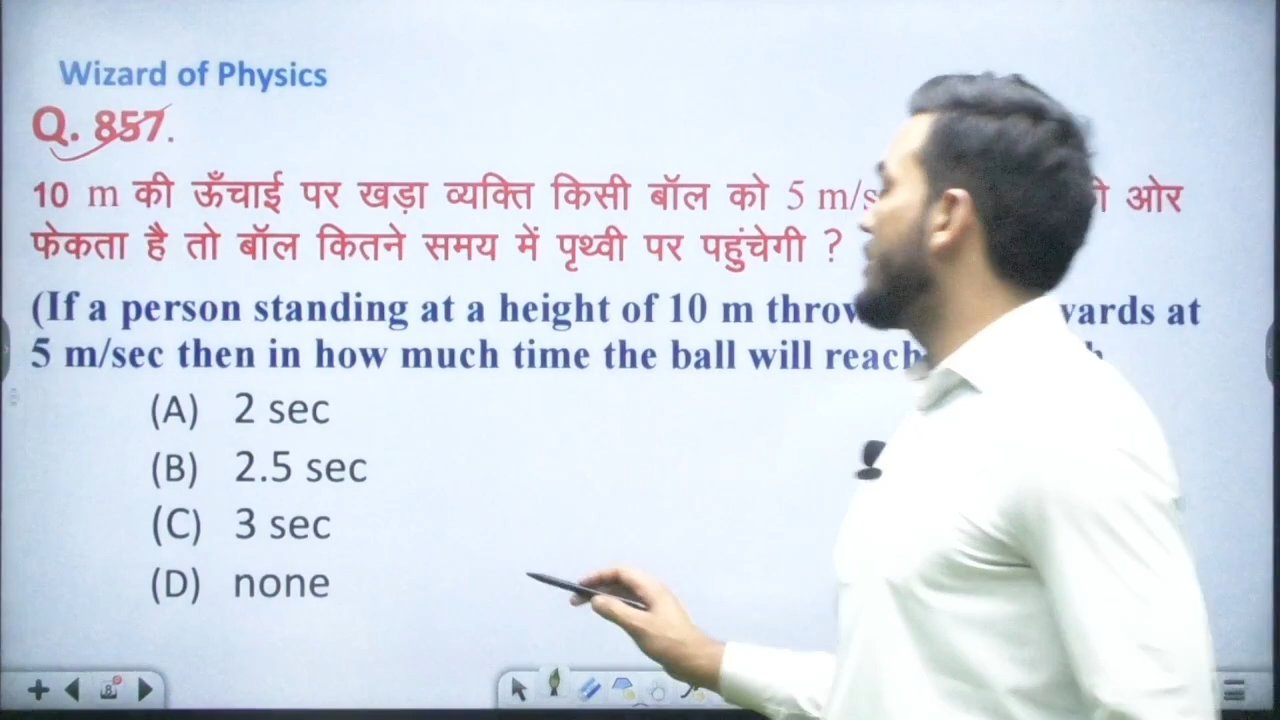 Wizard of Physics
Q. 857.
10 m की ऊँचाई पर खड़ा व्यक्ति किसी बॉल को 5 m/s ओर
फेकता है तो बॉल कितने समय में पृथ्वी पर पहुंचेगी ?
(If a person standing at a height of 10 m at
5 m/sec then in how much time the ball will
(A) 2 sec
(B) 2.5 sec
(C) 3 sec
(D) none